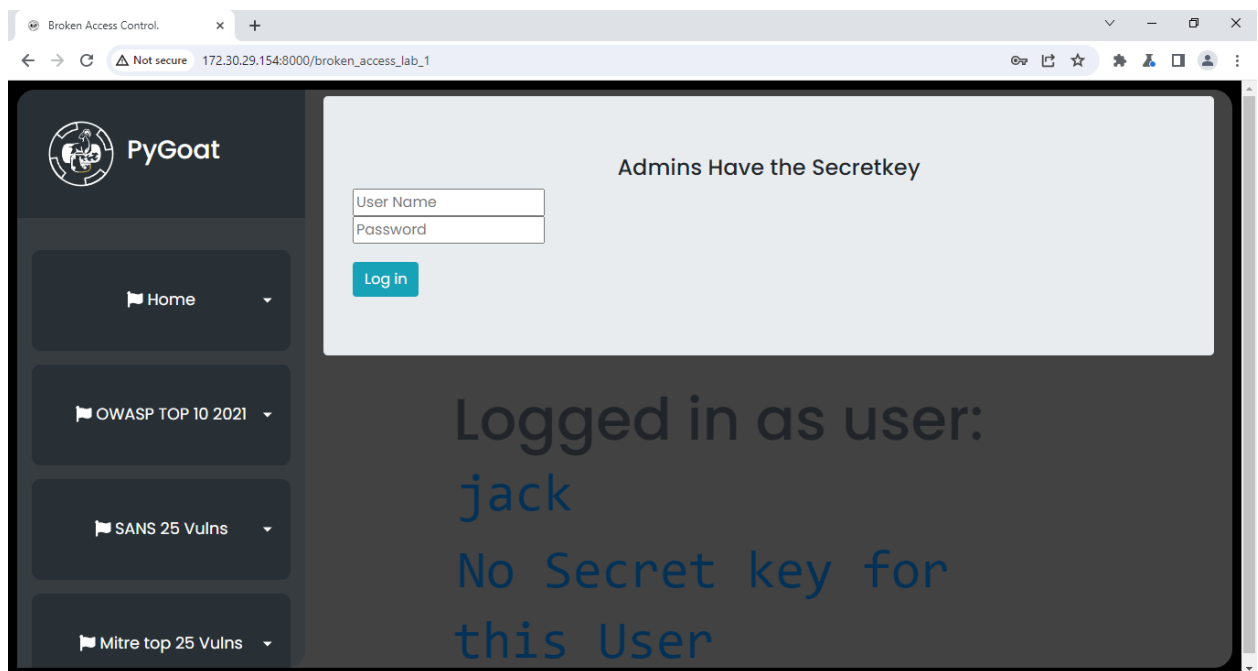 Broken Access Control.
Not secure 172.30.29.154:8000/broken_access_lab_1
PyGoat
Home
OWASP TOP 10 2021
SANS 25 Vulns
Mitre top 25 Vulns
Admins Have the Secretkey
User Name
Password
Log in
Logged in as user:
jack
No Secret key for
this User